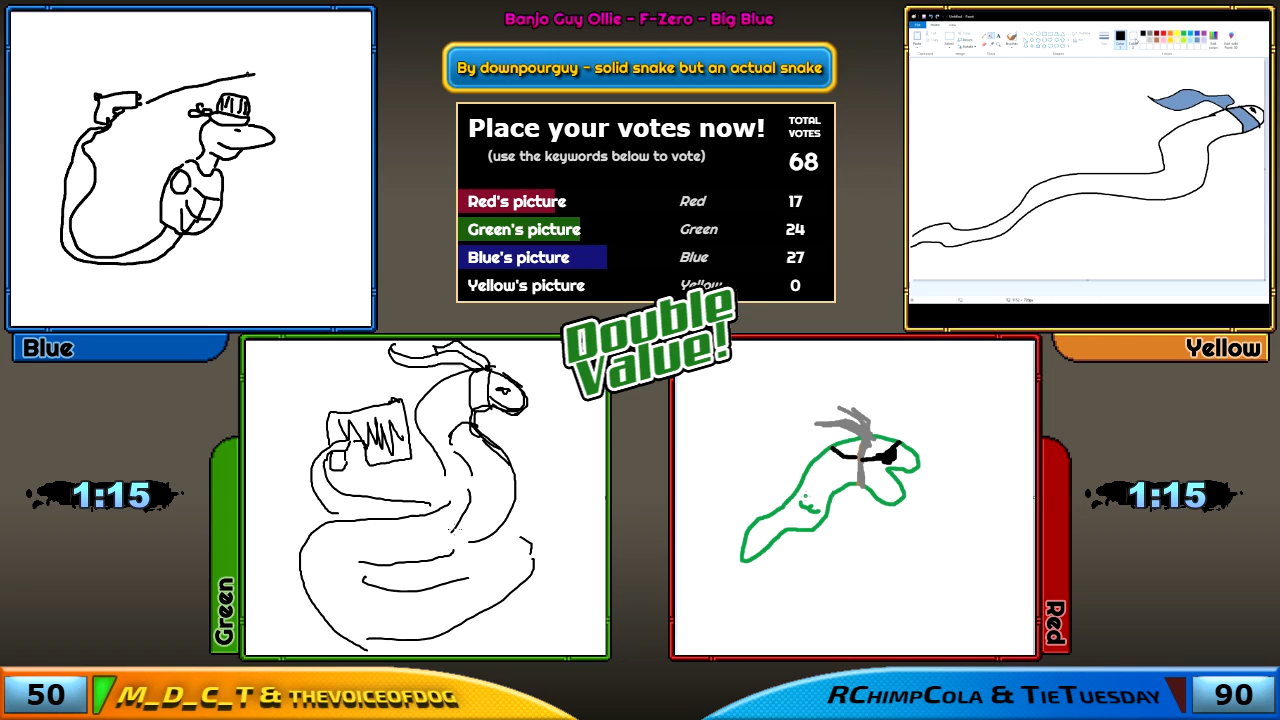 Banjo Guy Ollie - F-Zero - Big Blue
By downpourguy - solid snake but an actual snake
Place your votes now!
TOTAL VOTES
(use the keywords below to vote)
68
Red's picture Red 17
Green's picture Green 24
Blue's picture Blue 27
Yellow's picture Yellow 0
Double Value!
Blue
Yellow
1:15
1:15
Green
Red
50
M_D_C_T & THEVOICEOFDOG
RCHIMPCOLA & TIETUESDAY
90